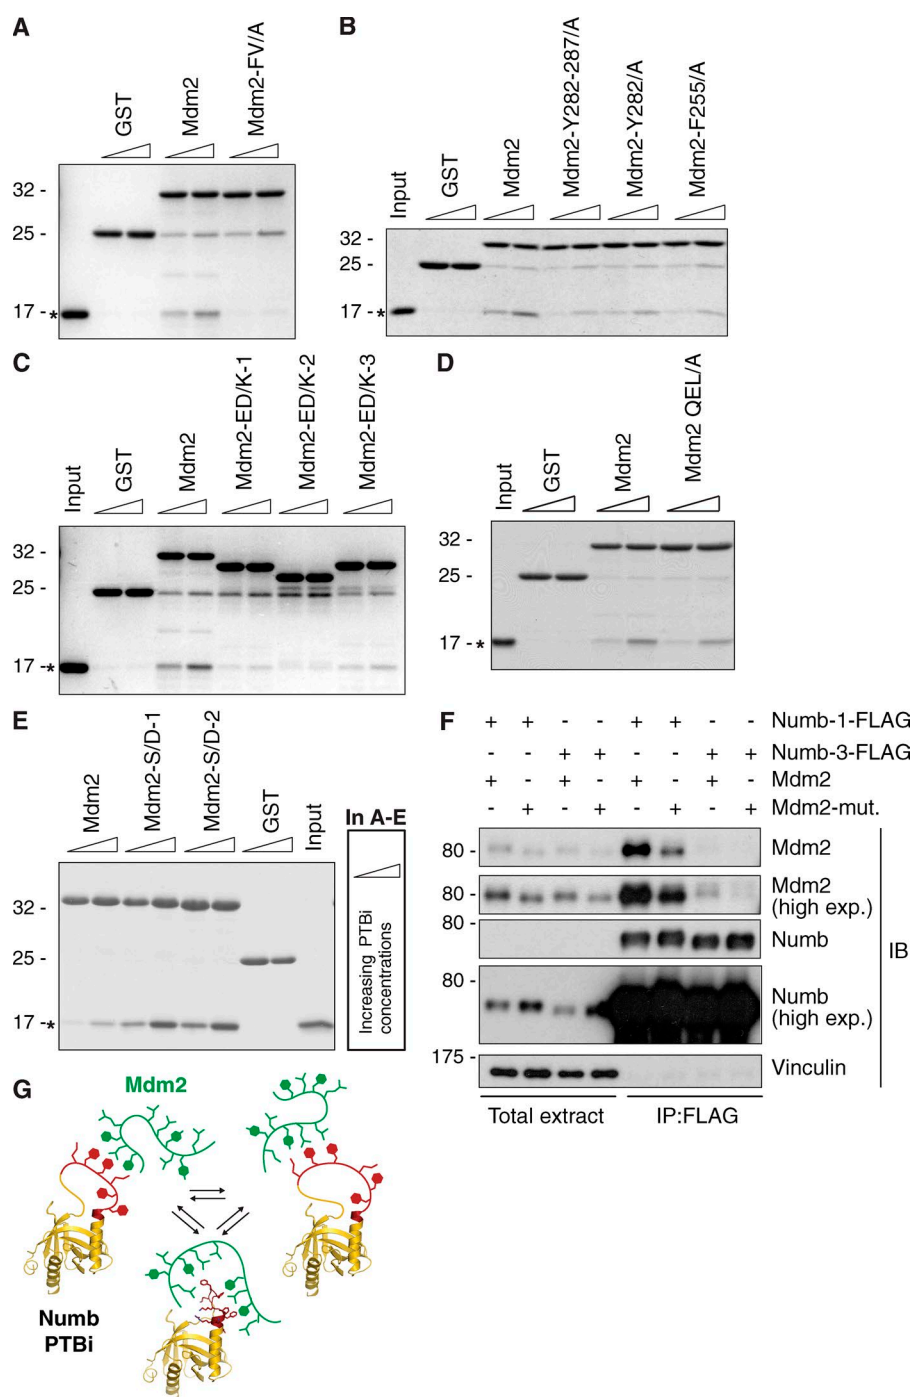 A
GST
Mdm2
Mdm2-FV/A
32 -
25 -
17 -*
B
Input
GST
Mdm2
Mdm2-Y282-287/A
Mdm2-Y282/A
Mdm2-F255/A
32 -
25 -
17 -*
C
Input
GST
Mdm2
Mdm2-ED/K-1
Mdm2-ED/K-2
Mdm2-ED/K-3
32 -
25 -
17 -*
D
Input
GST
Mdm2
Mdm2 QEL/A
32 -
25 -
17 -*
E
Mdm2
Mdm2-S/D-1
Mdm2-S/D-2
GST
Input
32 -
25 -
17 -*
In A-E
Increasing PTBi
concentrations
F
+ + - - + + - - Numb-1-FLAG
- - + + - - + + Numb-3-FLAG
+ - + - + - + - Mdm2
- + - + - + - + Mdm2-mut.
80 - Mdm2
80 - Mdm2
(high exp.)
80 - Numb
80 - Numb
(high exp.)
175 - Vinculin
IB
Total extract IP:FLAG
G
Mdm2
Numb
PTBi